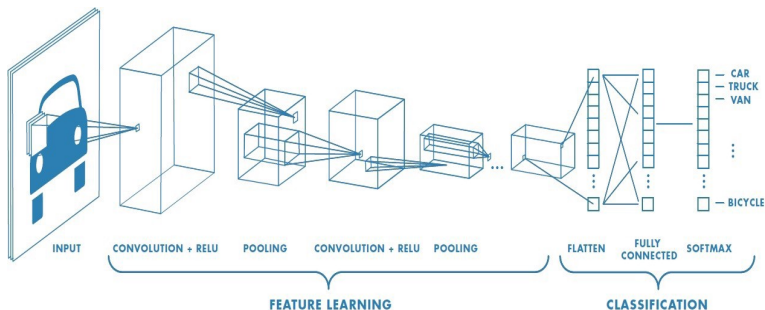 CAR
TRUCK
VAN
BICYCLE
INPUT
CONVOLUTION + RELU
POOLING
CONVOLUTION + RELU
POOLING
FLATTEN
FULLY
CONNECTED
SOFTMAX
FEATURE LEARNING
CLASSIFICATION